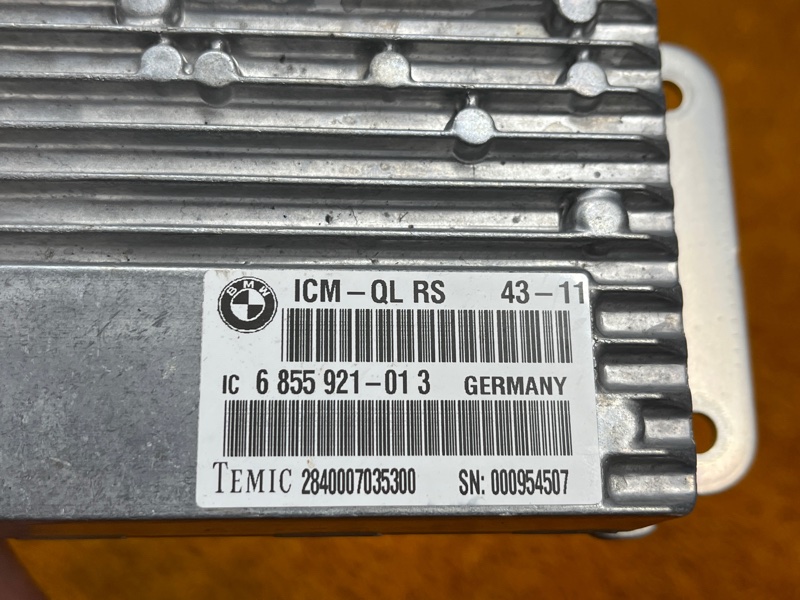 BMW
ICM – QL RS 43 – 11
IC 6 855 921 – 01 3 GERMANY
TEMIC 2840007035300 SN: 000954507